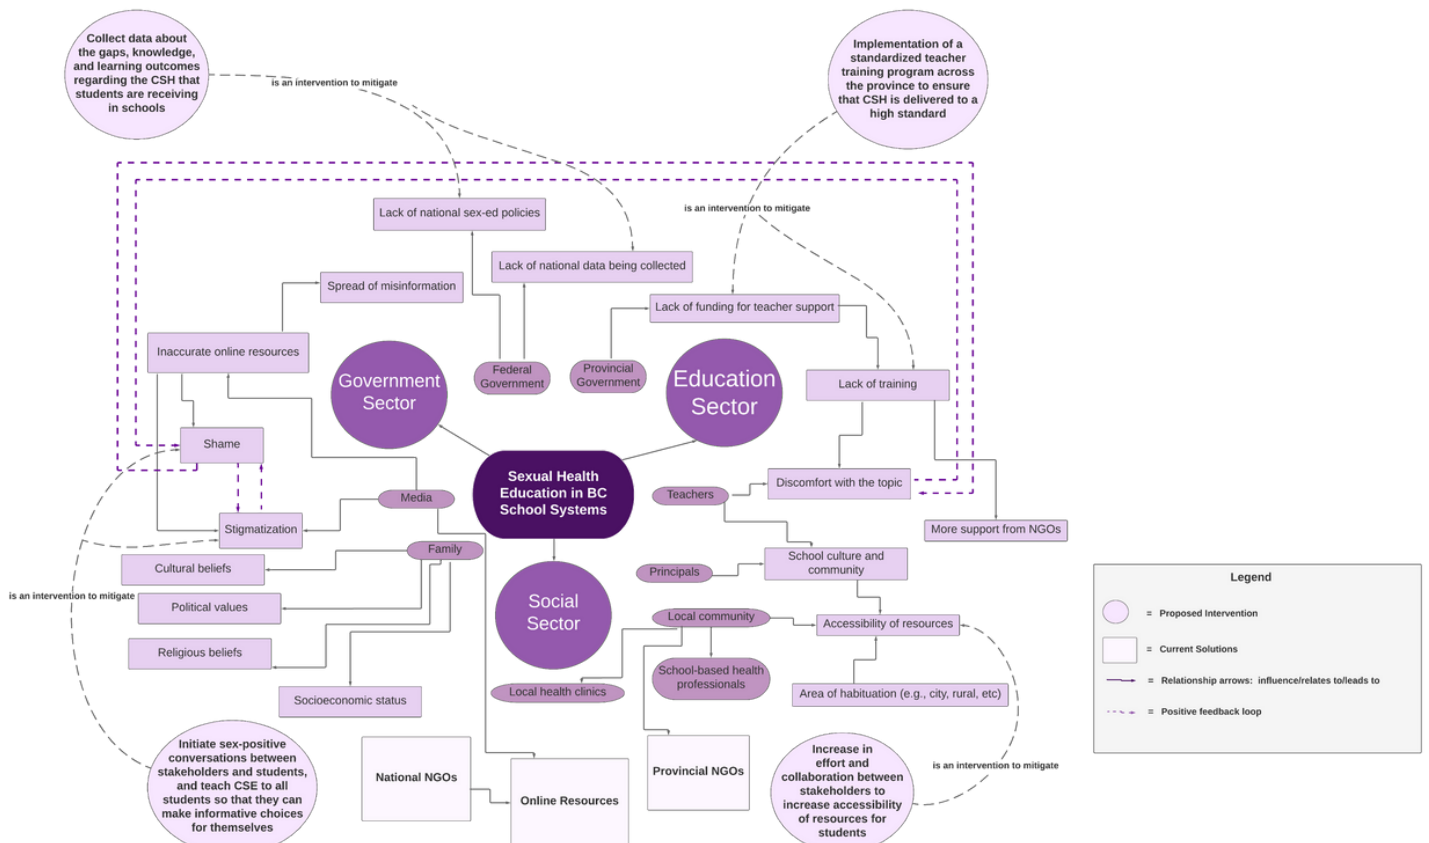 Collect data about
the gaps, knowledge,
and learning outcomes
regarding the CSH that
students are receiving
in schools
is an intervention to mitigate
Implementation of a
standardized teacher
training program across
the province to ensure
that CSH is delivered to a
high standard
is an intervention to mitigate
Lack of national sex-ed policies
Lack of national data being collected
Spread of misinformation
Lack of funding for teacher support
Inaccurate online resources
Government
Sector
Federal
Government
Provincial
Government
Education
Sector
Lack of training
Shame
Sexual Health
Education in BC
School Systems
Media
Teachers
Discomfort with the topic
Stigmatization
More support from NGOs
Family
Cultural beliefs
School culture and
community
Principals
Political values
is an intervention to mitigate
Social
Sector
Local community
Accessibility of resources
Religious beliefs
School-based health
professionals
Local health clinics
Area of habituation (e.g., city, rural, etc)
Socioeconomic status
Initiate sex-positive
conversations between
stakeholders and students,
and teach CSE to all
students so that they can
make informative choices
for themselves
National NGOs
Online Resources
Provincial NGOs
Increase in
effort and
collaboration between
stakeholders to
increase accessibility
of resources for
students
is an intervention to mitigate
Legend
= Proposed Intervention
= Current Solutions
= Relationship arrows: influence/relates to/leads to
= Positive feedback loop